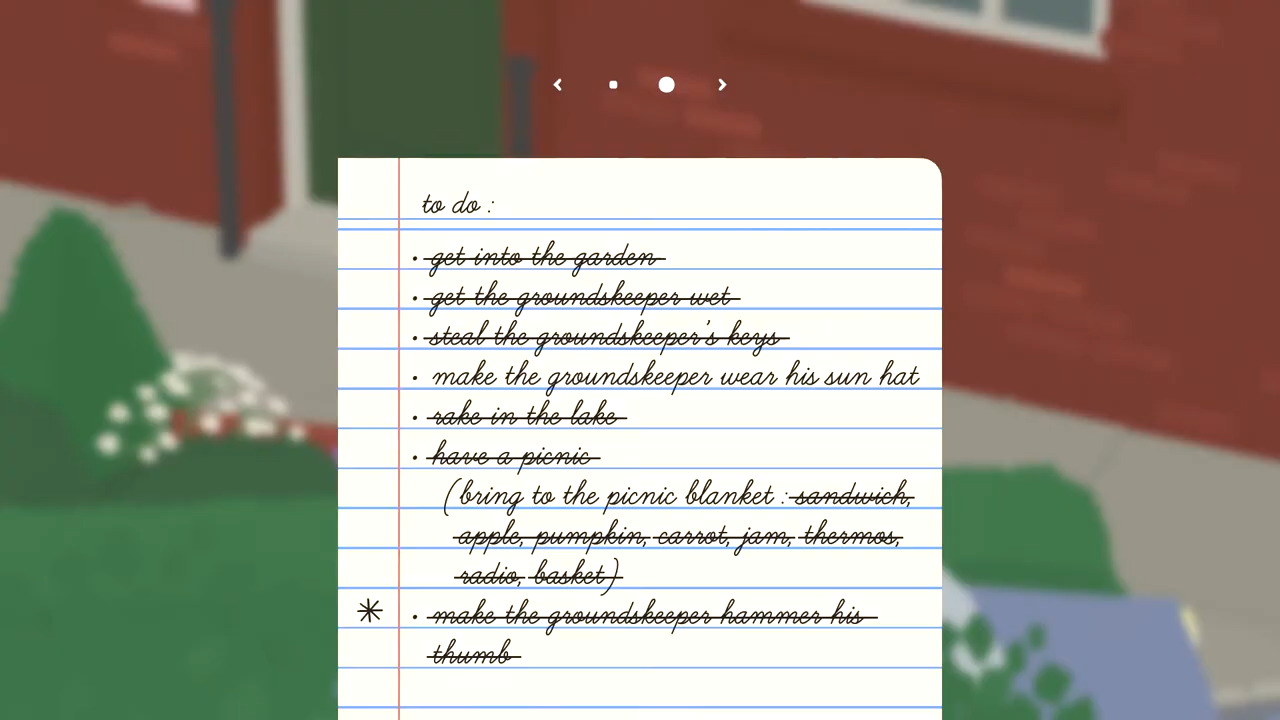 to do :
• get into the garden
• get the groundskeeper wet
• steal the groundskeeper's keys
• make the groundskeeper wear his sun hat
• rake in the lake
• have a picnic
(bring to the picnic blanket : sandwich,
apple, pumpkin, carrot, jam, thermos,
radio, basket)
* • make the groundskeeper hammer his
thumb